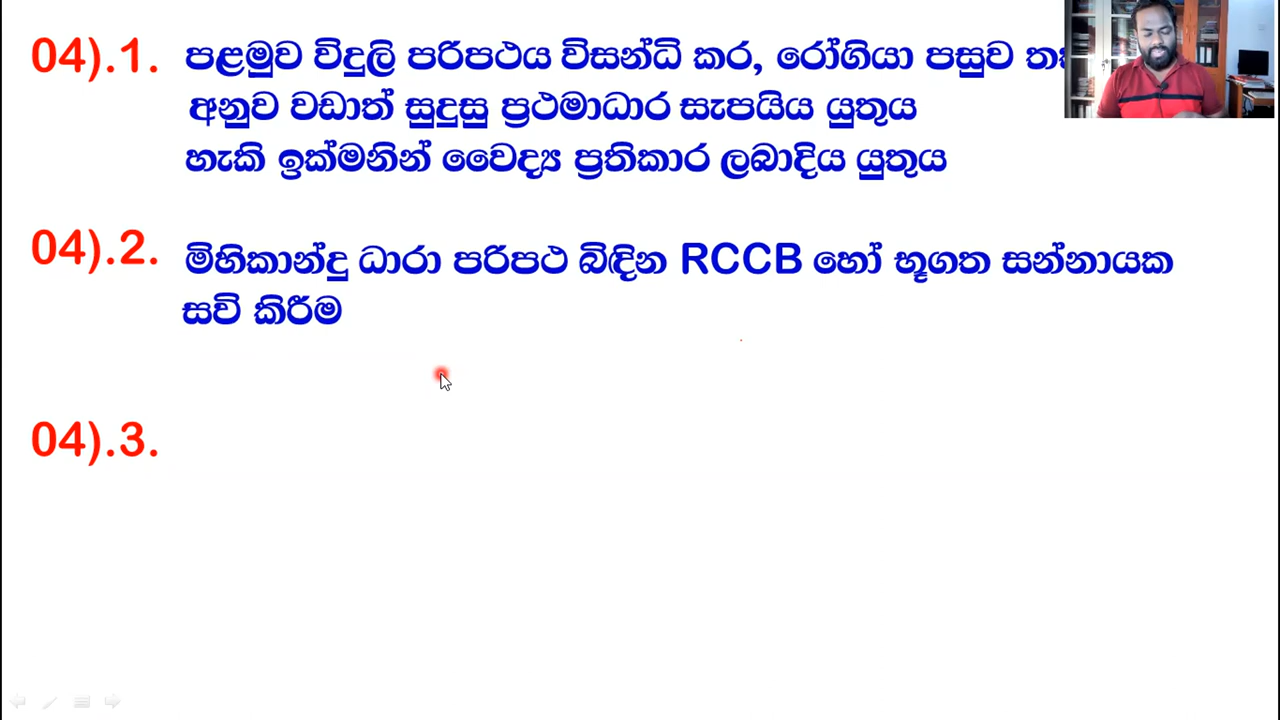 04).1. පළමුව විදුලි පරිපථය විසන්ධි කර, රෝගියා පසුව
අනුව වඩාත් සුදුසු ප්‍රථමාධාර සැපයිය යුතුය
හැකි ඉක්මනින් වෛද්‍ය ප්‍රතිකාර ලබාදිය යුතුය
04).2. මිහිකාන්දු ධාරා පරිපථ බිඳින RCCB හෝ භූගත සන්නායක
සවි කිරීම
04).3.